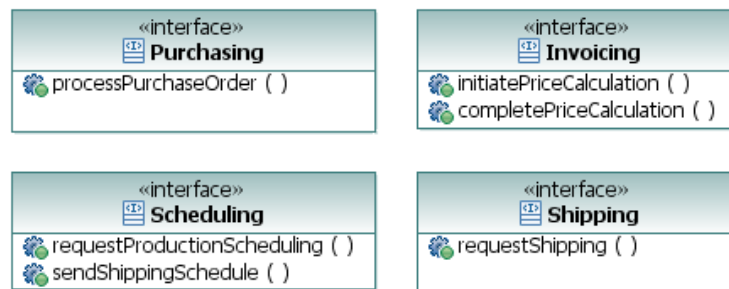 «interface»
Purchasing
processPurchaseOrder ( )
«interface»
Invoicing
initiatePriceCalculation ( )
completePriceCalculation ( )
«interface»
Scheduling
requestProductionScheduling ( )
sendShippingSchedule ( )
«interface»
Shipping
requestShipping ( )